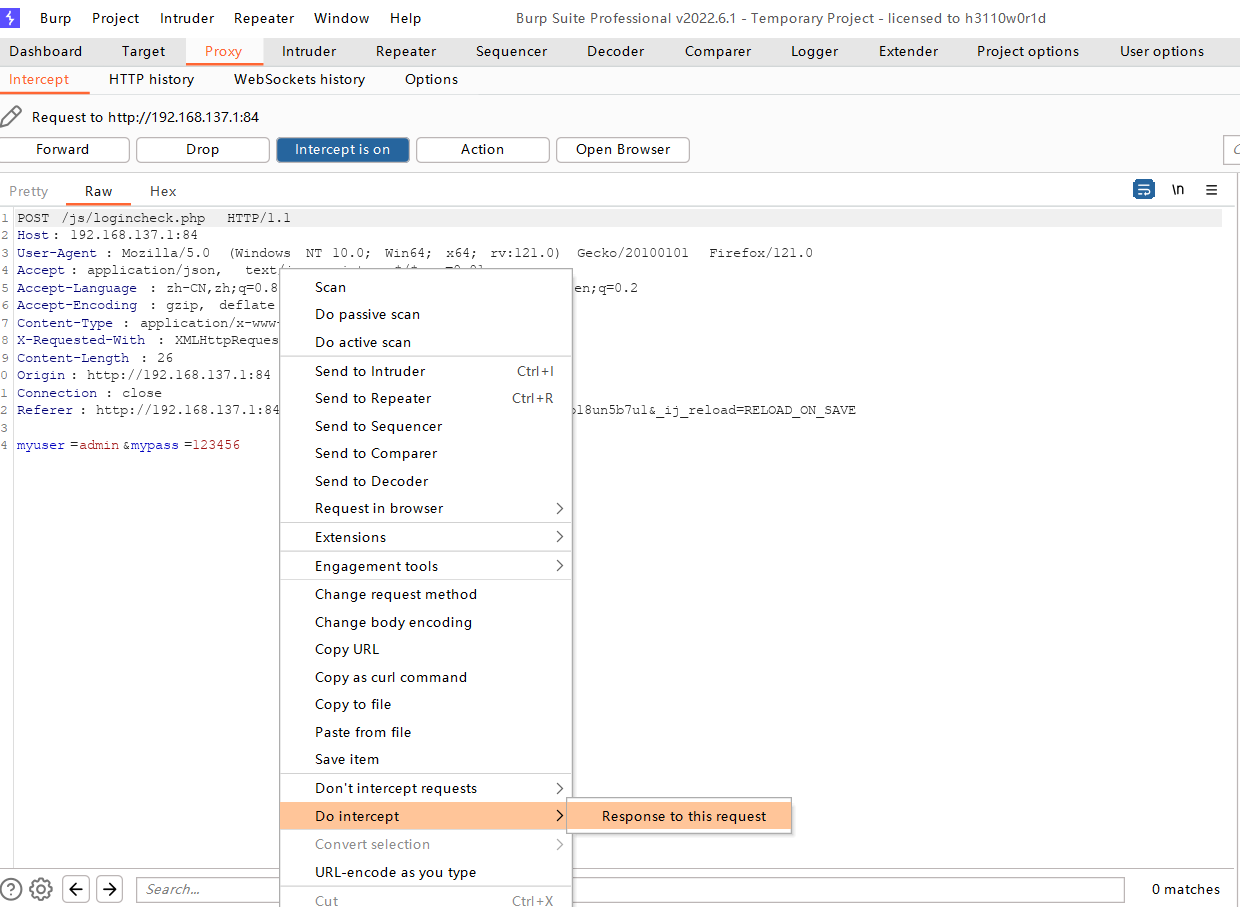 Burp Project Intruder Repeater Window Help Burp Suite Professional v2022.6.1 - Temporary Project - licensed to h3110w0r1d
Dashboard Target Proxy Intruder Repeater Sequencer Decoder Comparer Logger Extender Project options User options
Intercept HTTP history WebSockets history Options
Request to http://192.168.137.1:84
Forward Drop Intercept is on Action Open Browser
Pretty Raw Hex \n
1 POST /js/logincheck.php HTTP/1.1
2 Host: 192.168.137.1:84
3 User-Agent: Mozilla/5.0 (Windows NT 10.0; Win64; x64; rv:121.0) Gecko/20100101 Firefox/121.0
4 Accept: application/json,
5 Accept-Language: zh-CN,zh;q=0.8 en;q=0.2
6 Accept-Encoding: gzip, deflate
7 Content-Type: application/x-www-
8 X-Requested-With: XMLHttpReques
9 Content-Length: 26
0 Origin: http://192.168.137.1:84
1 Connection: close
2 Referer: http://192.168.137.1:84 l8un5b7ul&_ij_reload=RELOAD_ON_SAVE
3
4 myuser=admin&mypass=123456
Scan
Do passive scan
Do active scan
Send to Intruder Ctrl+I
Send to Repeater Ctrl+R
Send to Sequencer
Send to Comparer
Send to Decoder
Request in browser
Extensions
Engagement tools
Change request method
Change body encoding
Copy URL
Copy as curl command
Copy to file
Paste from file
Save item
Don't intercept requests
Do intercept Response to this request
Convert selection
URL-encode as you type
Cut Ctrl+X
Search... 0 matches